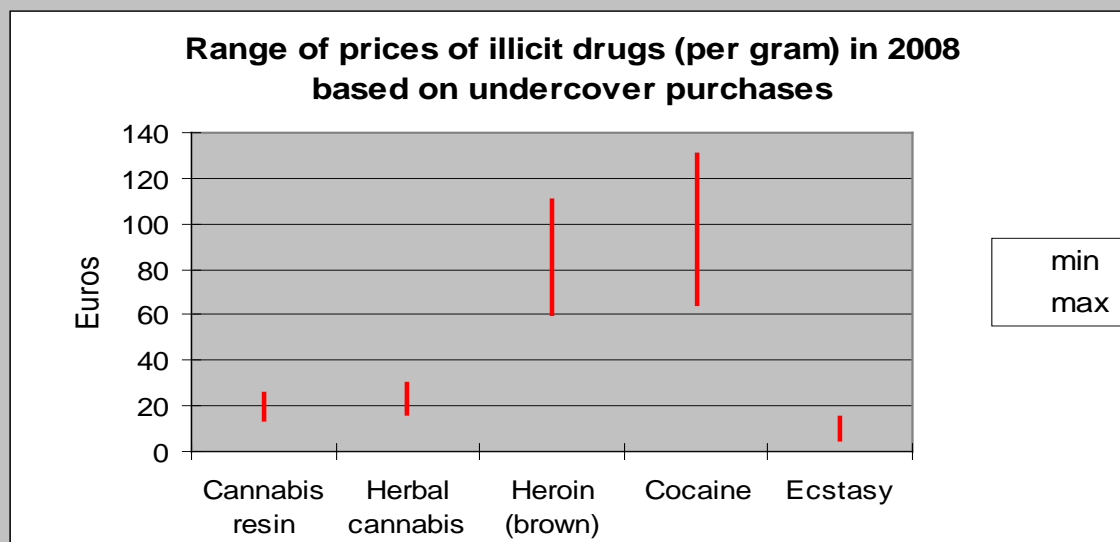 Range of prices of illicit drugs (per gram) in 2008
based on undercover purchases
Euros
140
120
100
80
60
40
20
0
Cannabis
resin
Herbal
cannabis
Heroin
(brown)
Cocaine
Ecstasy
min
max